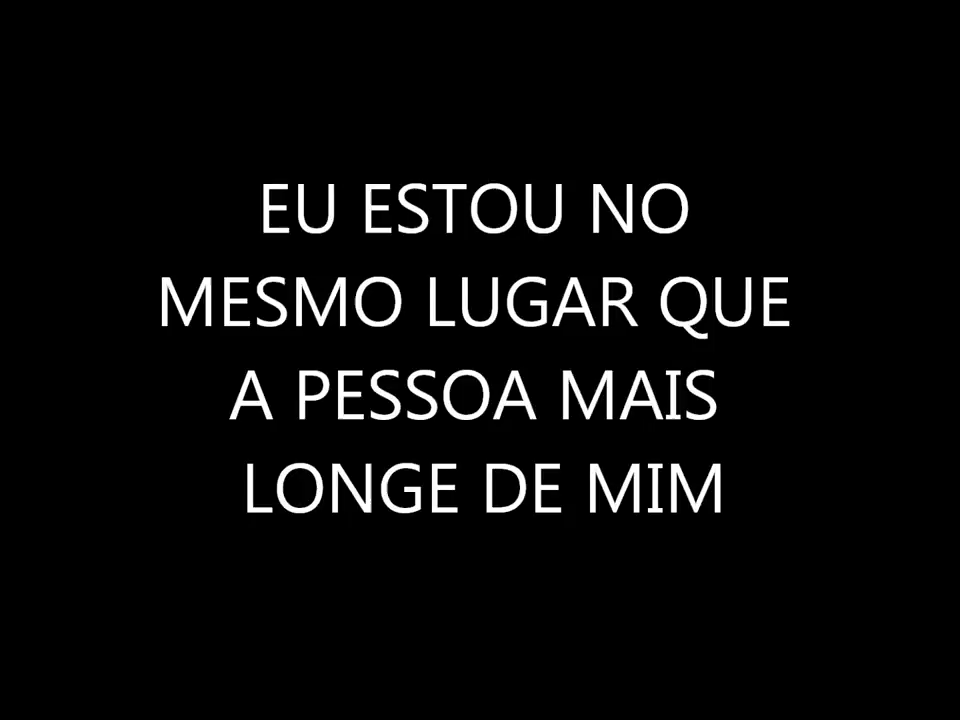 EU ESTOU NO
MESMO LUGAR QUE
A PESSOA MAIS
LONGE DE MIM